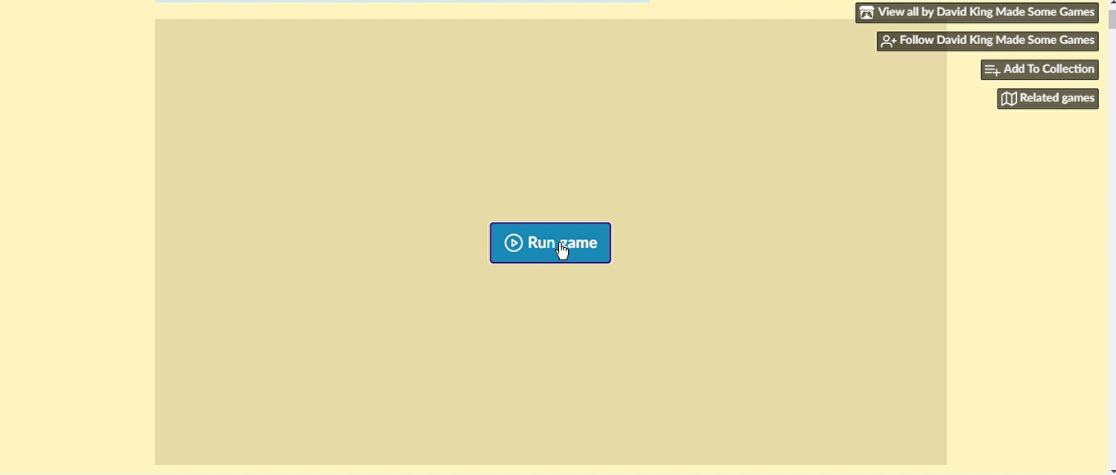 View all by David King Made Some Games
Follow David King Made Some Games
Add To Collection
Related games
Run game